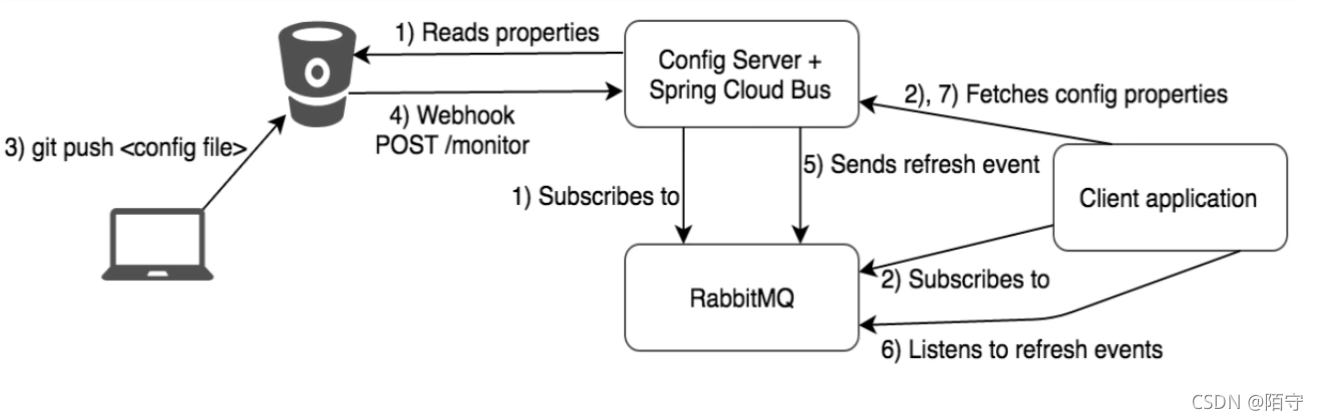 1) Reads properties
Config Server +
Spring Cloud Bus
2), 7) Fetches config properties
4) Webhook
POST /monitor
3) git push <config file>
5) Sends refresh event
1) Subscribes to
Client application
2) Subscribes to
RabbitMQ
6) Listens to refresh events
CSDN @陌守